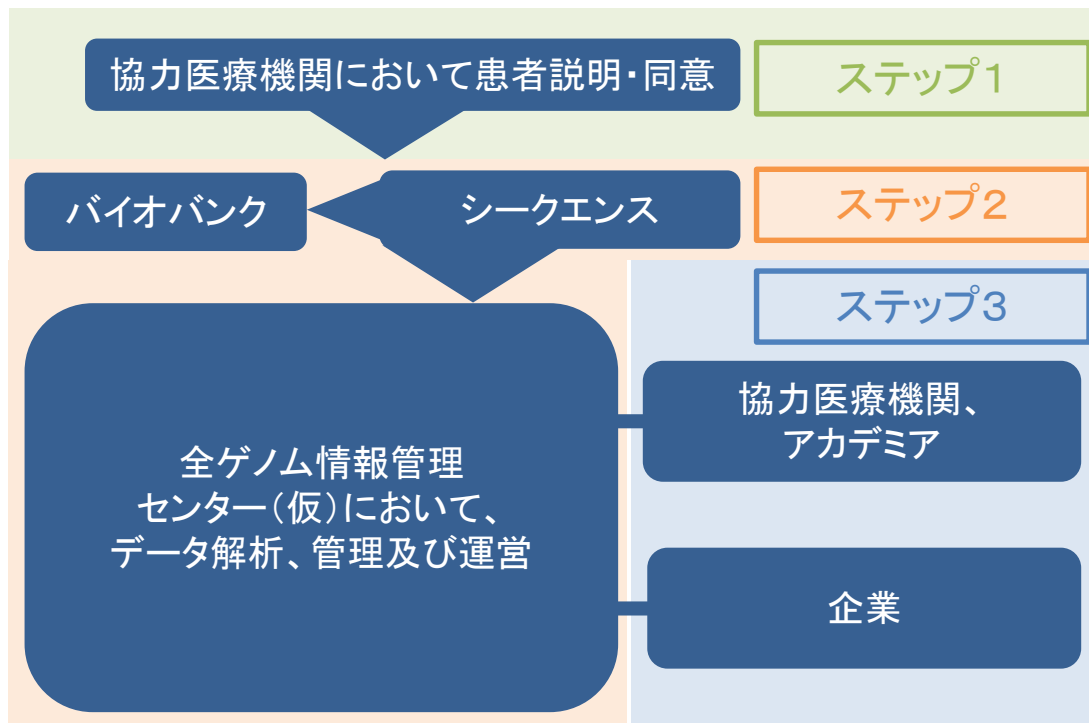 協力医療機関において患者説明・同意
ステップ1
バイオバンク
シークエンス
ステップ2
ステップ3
全ゲノム情報管理
センター(仮)において、
データ解析、管理及び運営
協力医療機関、
アカデミア
企業